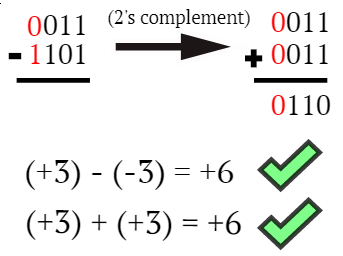 0011
- 1101
(2's complement)
0011
+ 0011
0110
(+3) - (-3) = +6
(+3) + (+3) = +6